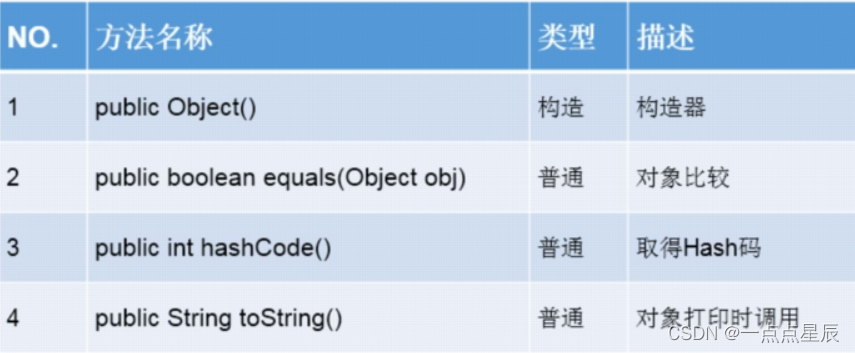 NO. 方法名称 类型 描述
1 public Object() 构造 构造器
2 public boolean equals(Object obj) 普通 对象比较
3 public int hashCode() 普通 取得Hash码
4 public String toString() 普通 对象打印时调用
CSDN @一点点星辰